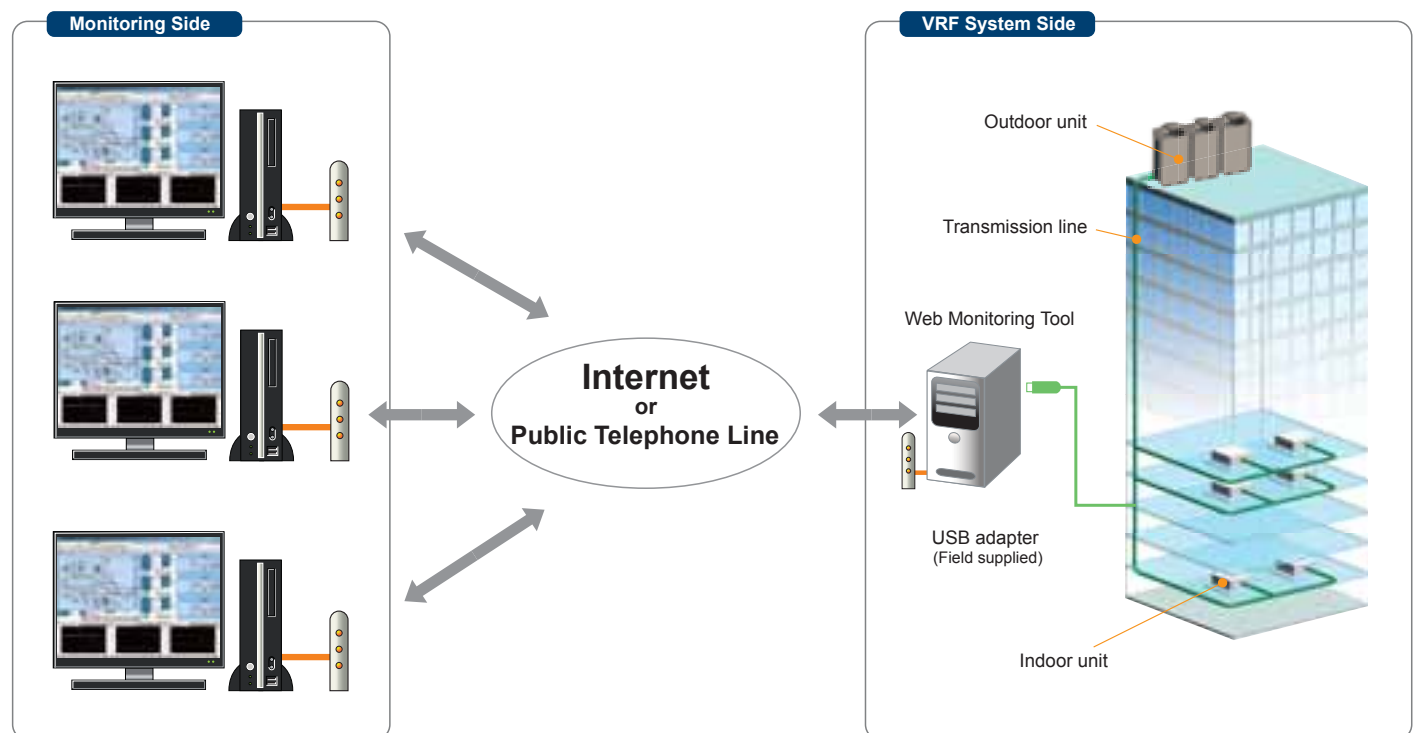 Monitoring Side
VRF System Side
Outdoor unit
Transmission line
Web Monitoring Tool
Internet
or
Public Telephone Line
USB adapter
(Field supplied)
Indoor unit